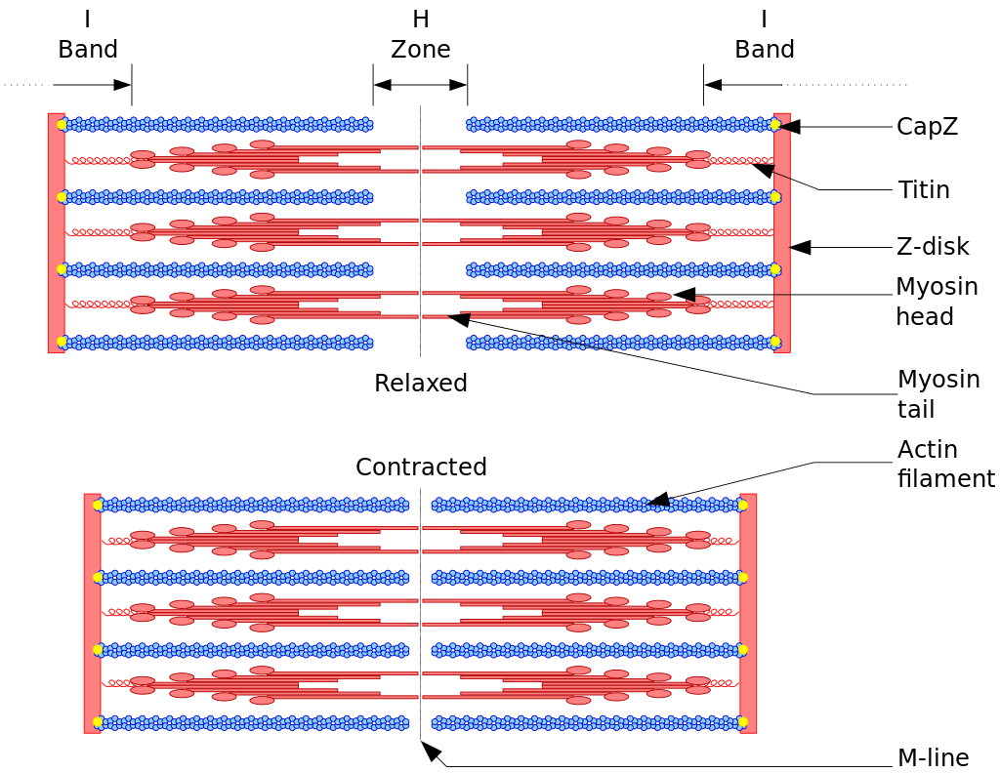 I
Band
H
Zone
I
Band
CapZ
Titin
Z-disk
Myosin
head
Relaxed
Myosin
tail
Contracted
Actin
filament
M-line